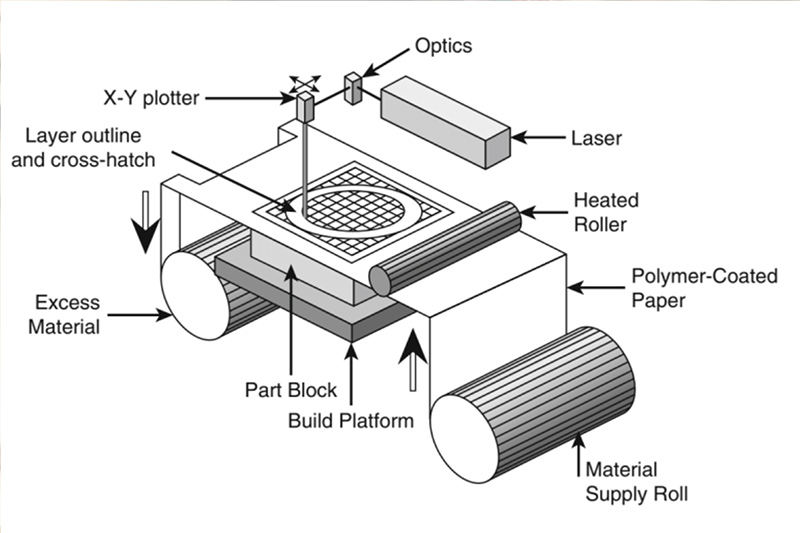 Optics
X-Y plotter
Layer outline
and cross-hatch
Laser
Heated
Roller
Polymer-Coated
Paper
Excess
Material
Part Block
Build Platform
Material
Supply Roll